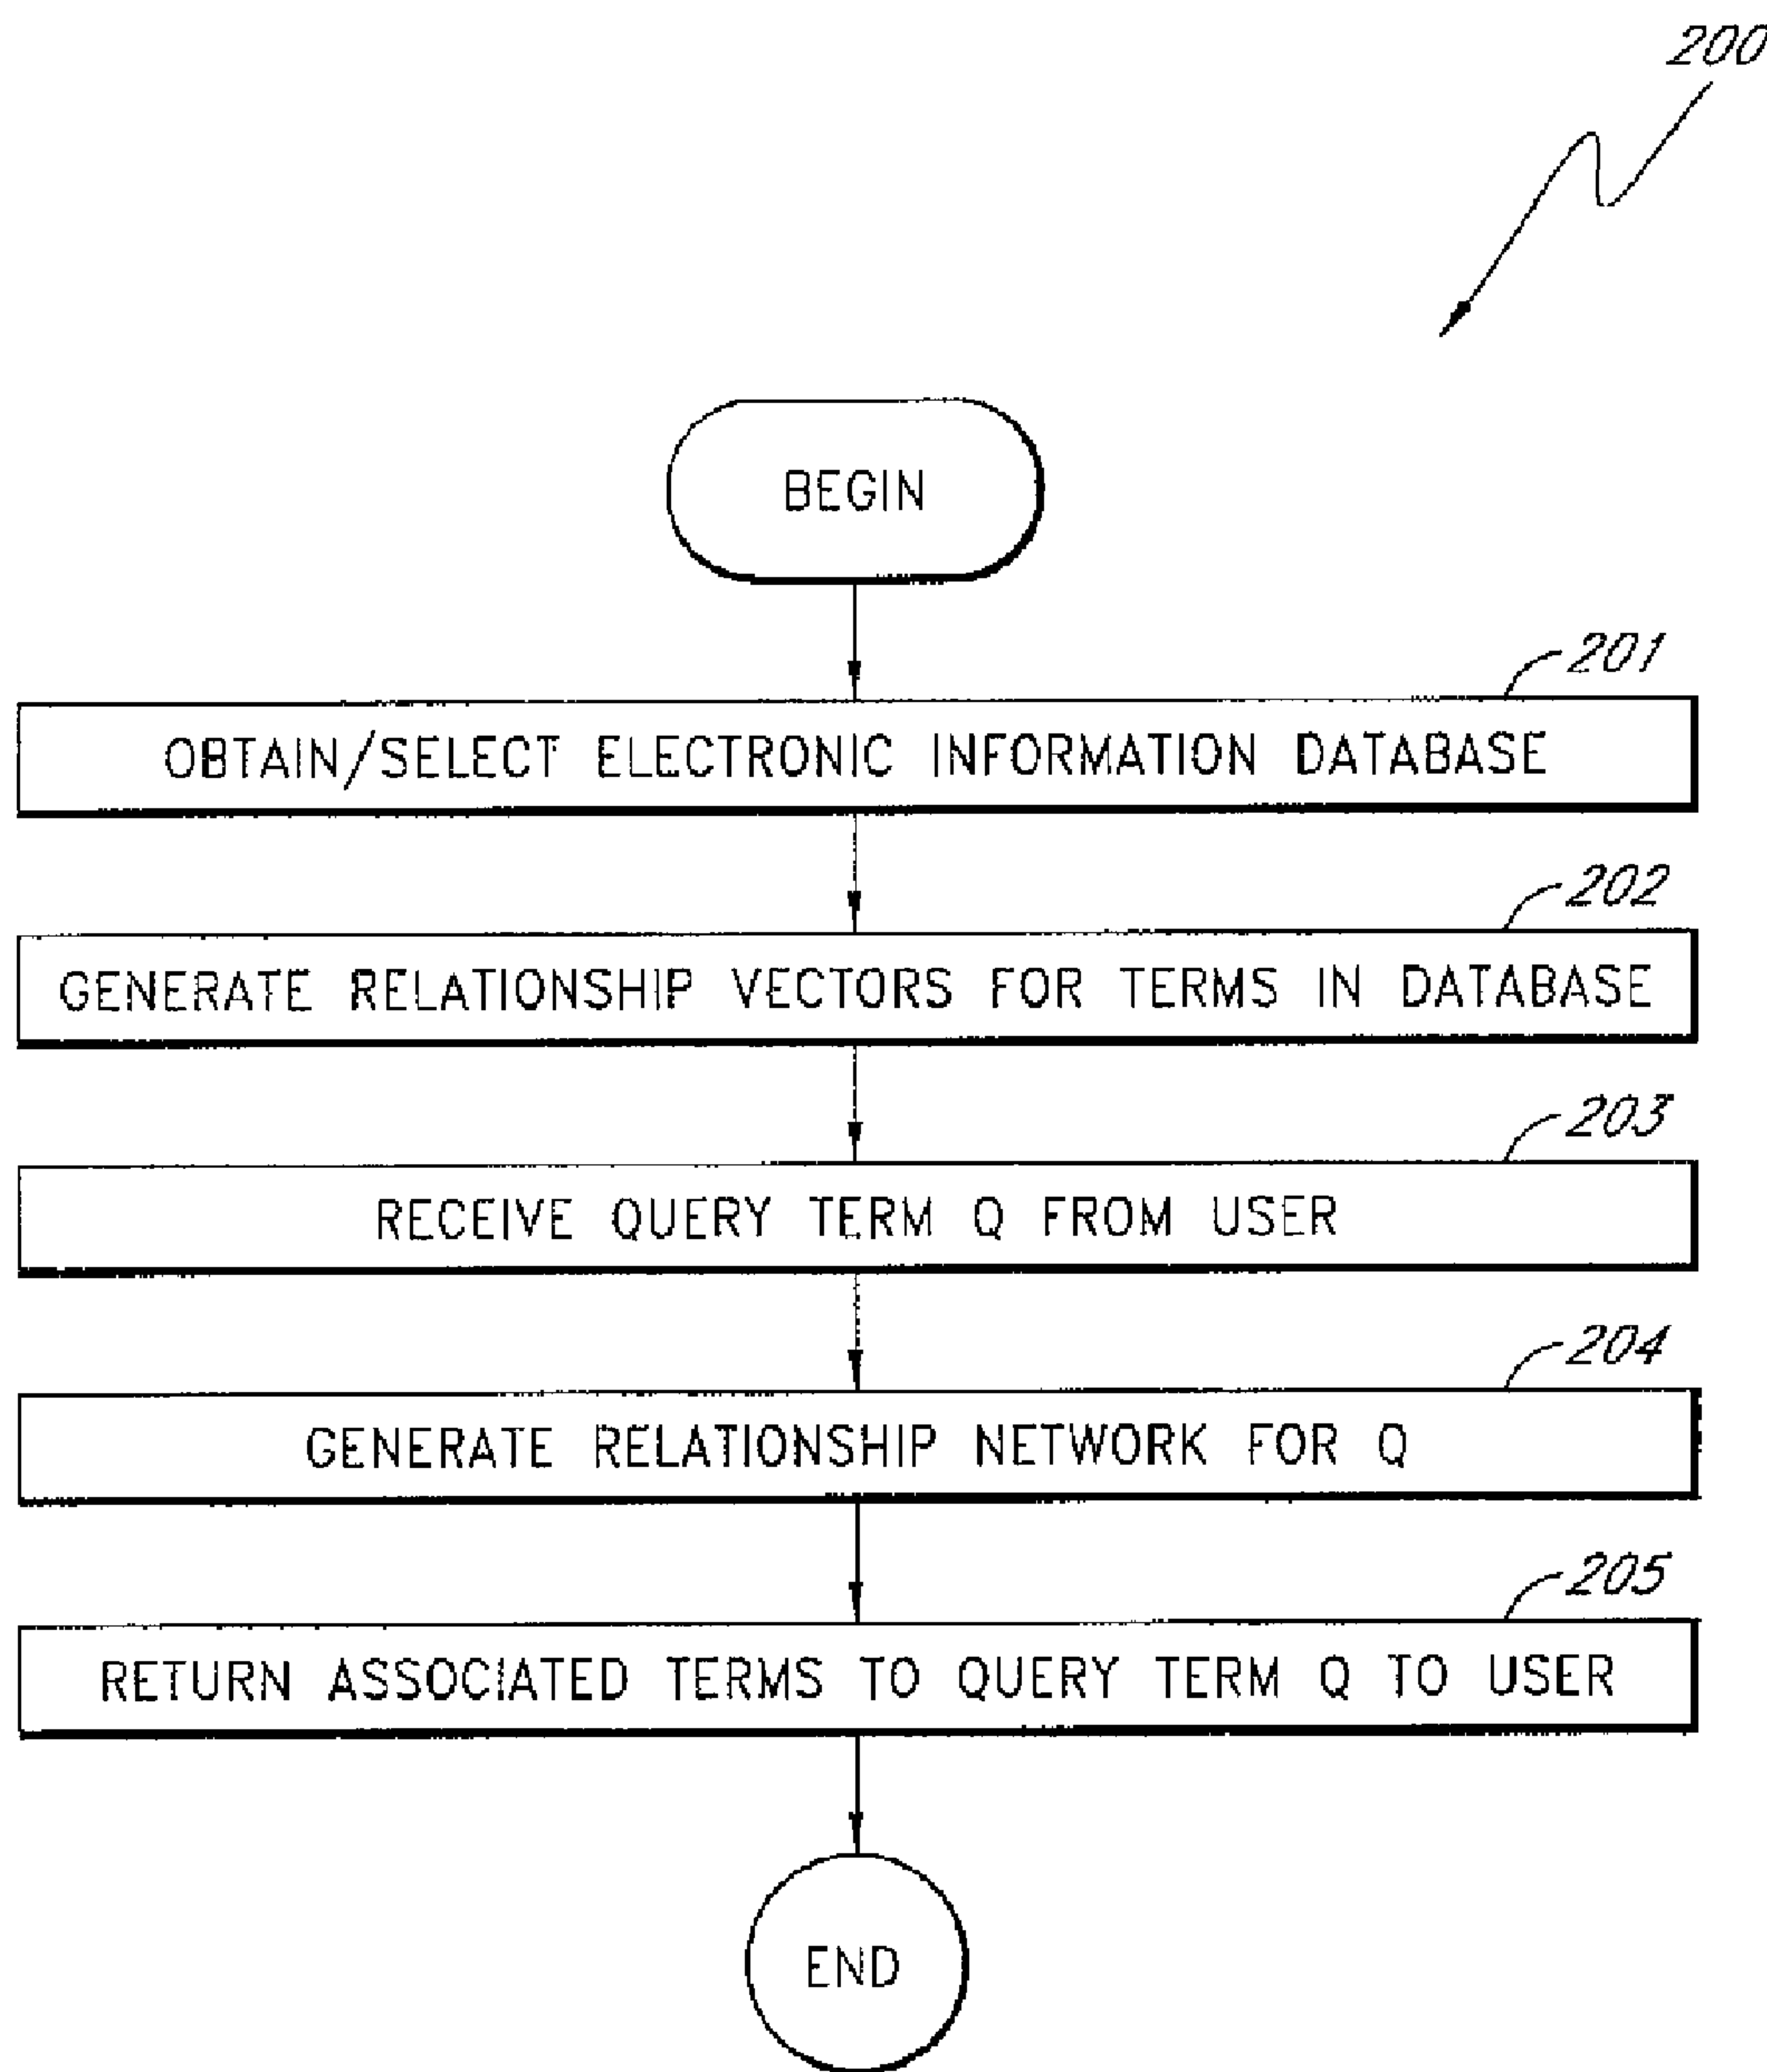 200
BEGIN
201
OBTAIN/SELECT ELECTRONIC INFORMATION DATABASE
202
GENERATE RELATIONSHIP VECTORS FOR TERMS IN DATABASE
203
RECEIVE QUERY TERM Q FROM USER
204
GENERATE RELATIONSHIP NETWORK FOR Q
205
RETURN ASSOCIATED TERMS TO QUERY TERM Q TO USER
END